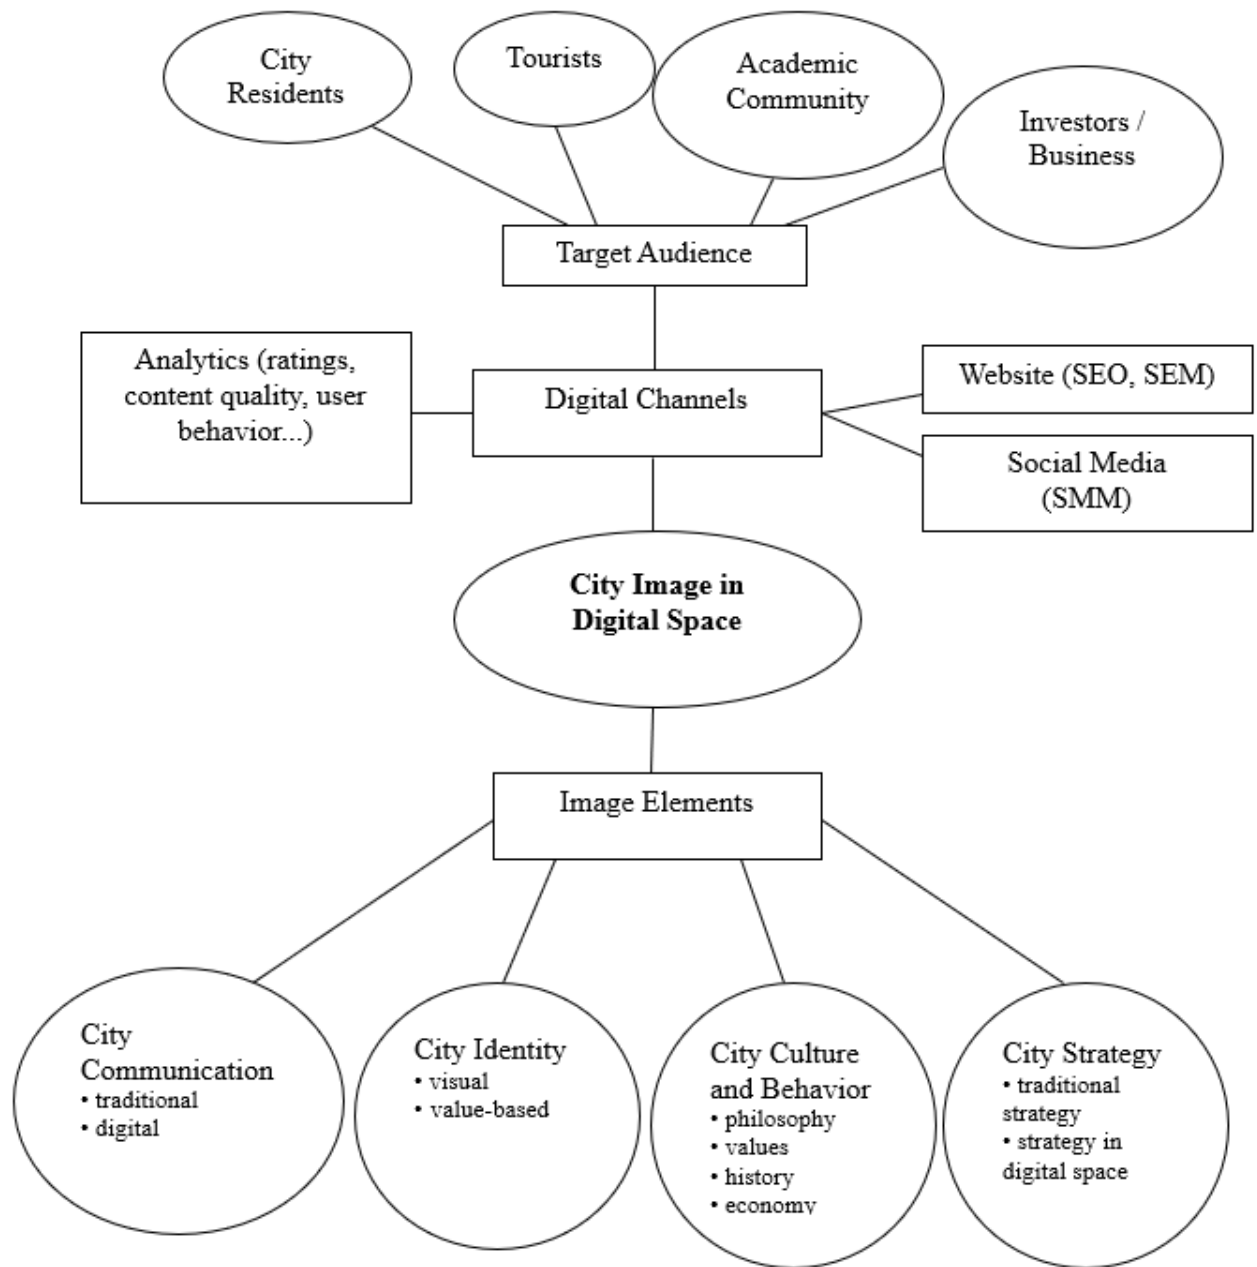 City
Residents
Tourists
Academic
Community
Investors /
Business
Target Audience
Analytics (ratings,
content quality, user
behavior...)
Digital Channels
Website (SEO, SEM)
Social Media
(SMM)
City Image in
Digital Space
Image Elements
City
Communication
• traditional
• digital
City Identity
• visual
• value-based
City Culture
and Behavior
• philosophy
• values
• history
• economy
City Strategy
• traditional
strategy
• strategy in
digital space